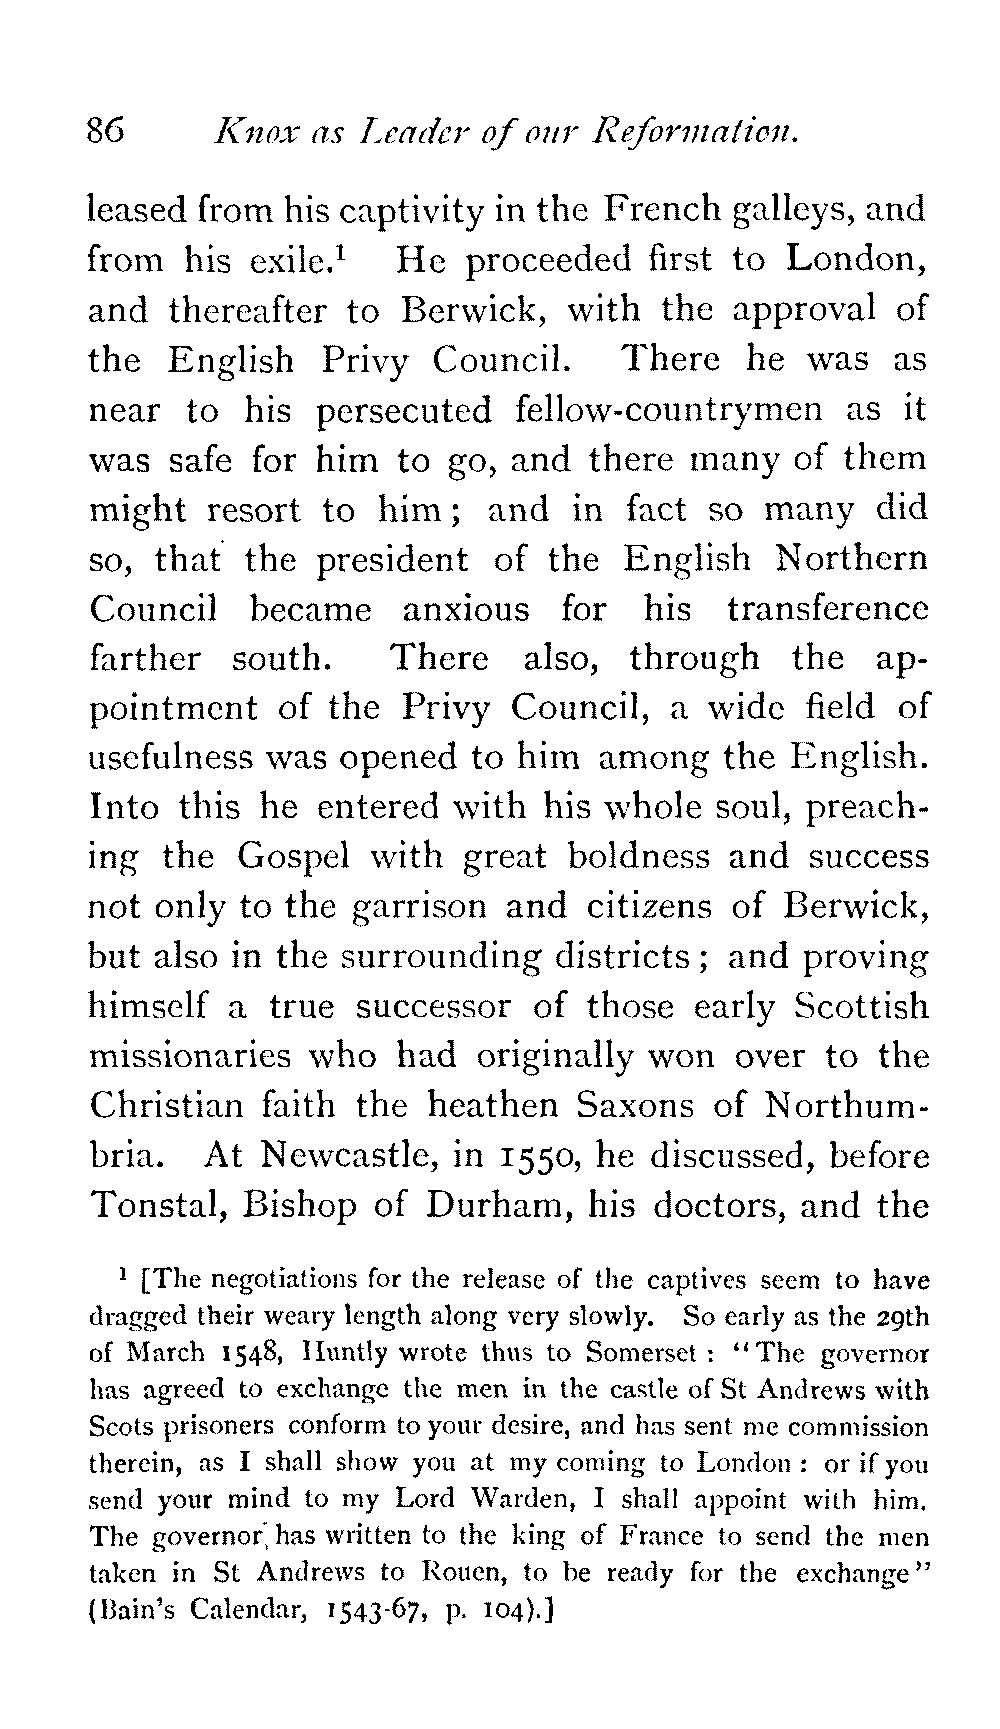 86 Knox as Leader of our Reformation.
leased from his captivity in the French galleys, and
from his exile.¹ He proceeded first to London,
and thereafter to Berwick, with the approval of
the English Privy Council. There he was as
near to his persecuted fellow-countrymen as it
was safe for him to go, and there many of them
might resort to him ; and in fact so many did
so, that the president of the English Northern
Council became anxious for his transference
farther south. There also, through the ap-
pointment of the Privy Council, a wide field of
usefulness was opened to him among the English.
Into this he entered with his whole soul, preach-
ing the Gospel with great boldness and success
not only to the garrison and citizens of Berwick,
but also in the surrounding districts ; and proving
himself a true successor of those early Scottish
missionaries who had originally won over to the
Christian faith the heathen Saxons of Northum-
bria. At Newcastle, in 1550, he discussed, before
Tonstal, Bishop of Durham, his doctors, and the
¹ [The negotiations for the release of the captives seem to have
dragged their weary length along very slowly. So early as the 29th
of March 1548, Huntly wrote thus to Somerset : "The governor
has agreed to exchange the men in the castle of St Andrews with
Scots prisoners conform to your desire, and has sent me commission
therein, as I shall show you at my coming to London : or if you
send your mind to my Lord Warden, I shall appoint with him.
The governor has written to the king of France to send the men
taken in St Andrews to Rouen, to be ready for the exchange"
(Bain's Calendar, 1543-67, p. 104).]